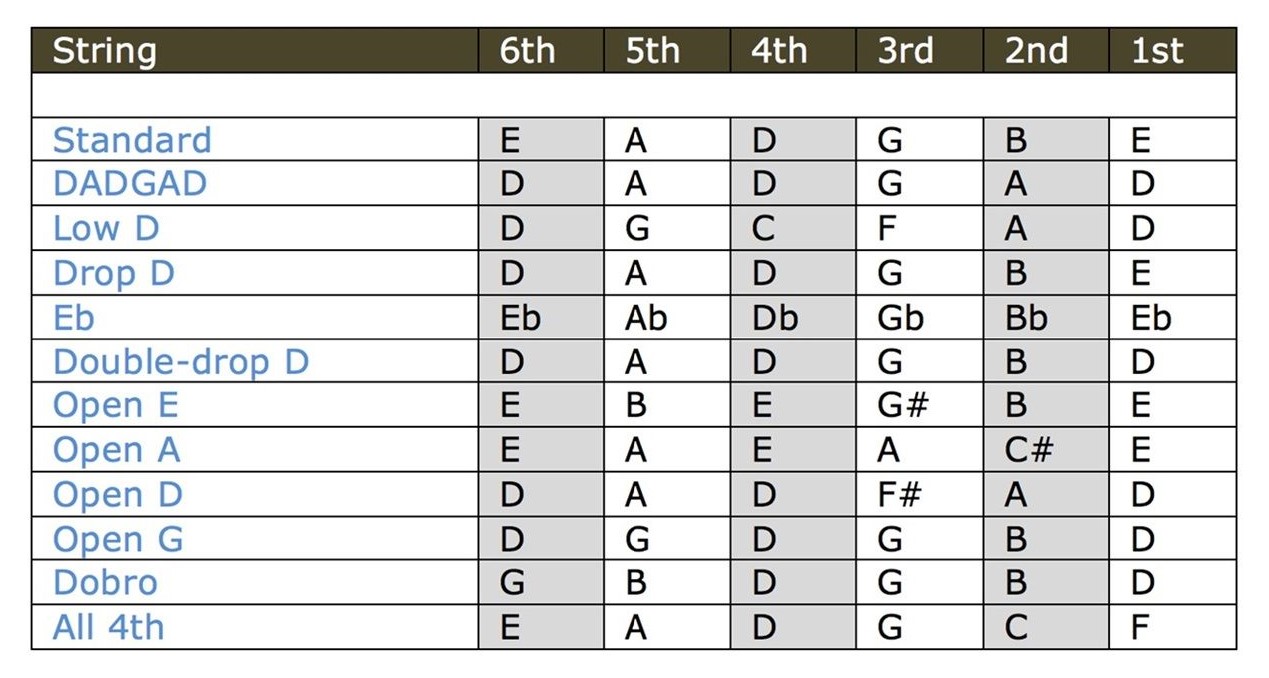 String 6th 5th 4th 3rd 2nd 1st
Standard E A D G B E
DADGAD D A D G A D
Low D D G C F A D
Drop D D A D G B E
Eb Eb Ab Db Gb Bb Eb
Double-drop D D A D G B D
Open E E B E G# B E
Open A E A E A C# E
Open D D A D F# A D
Open G D G D G B D
Dobro G B D G B D
All 4th E A D G C F